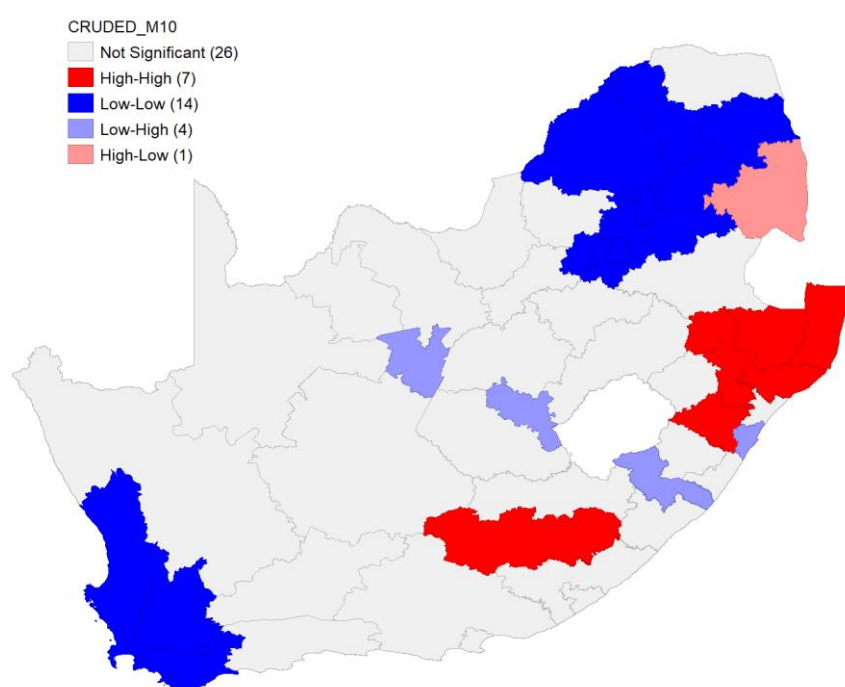 CRUDED_M10
Not Significant (26)
High-High (7)
Low-Low (14)
Low-High (4)
High-Low (1)